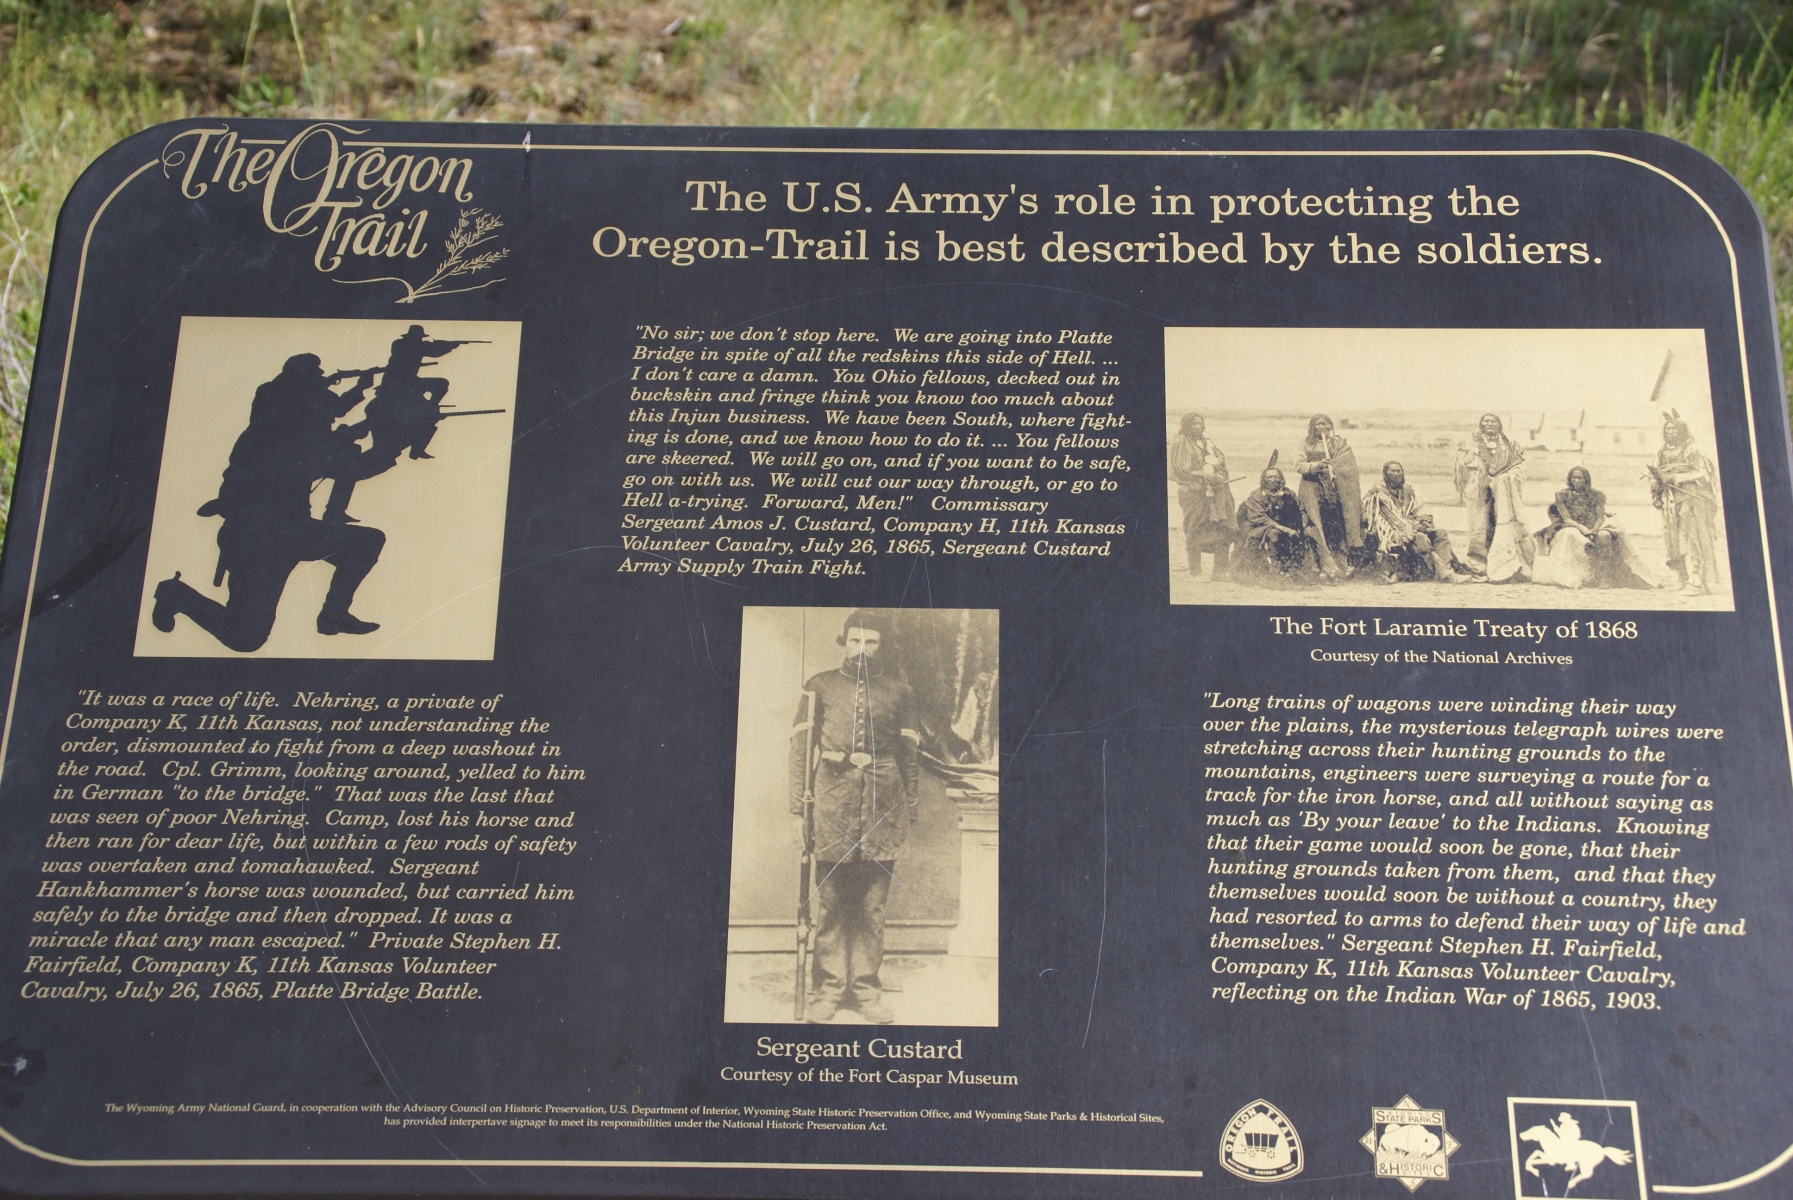 The Oregon
Trail
The U.S. Army's role in protecting the
Oregon-Trail is best described by the soldiers.
"It was a race of life. Nehring, a private of
Company K, 11th Kansas, not understanding the
order, dismounted to fight from a deep washout in
the road. Cpl. Grimm, looking around, yelled to him
in German "to the bridge." That was the last that
was seen of poor Nehring. Camp, lost his horse and
then ran for dear life, but within a few rods of safety
was overtaken and tomahawked. Sergeant
Hankhammer's horse was wounded, but carried him
safely to the bridge and then dropped. It was a
miracle that any man escaped." Private Stephen H.
Fairfield, Company K, 11th Kansas Volunteer
Cavalry, July 26, 1865, Platte Bridge Battle.
"No sir; we don't stop here. We are going into Platte
Bridge in spite of all the redskins this side of Hell. ...
I don't care a damn. You Ohio fellows, decked out in
buckskin and fringe think you know too much about
this Injun business. We have been South, where fight-
ing is done, and we know how to do it. ... You fellows
are skeered. We will go on, and if you want to be safe,
go on with us. We will cut our way through, or go to
Hell a-trying. Forward, Men!" Commissary
Sergeant Amos J. Custard, Company H, 11th Kansas
Volunteer Cavalry, July 26, 1865, Sergeant Custard
Army Supply Train Fight.
Sergeant Custard
Courtesy of the Fort Caspar Museum
The Fort Laramie Treaty of 1868
Courtesy of the National Archives
"Long trains of wagons were winding their way
over the plains, the mysterious telegraph wires were
stretching across their hunting grounds to the
mountains, engineers were surveying a route for a
track for the iron horse, and all without saying as
much as 'By your leave' to the Indians. Knowing
that their game would soon be gone, that their
hunting grounds taken from them, and that they
themselves would soon be without a country, they
had resorted to arms to defend their way of life and
themselves." Sergeant Stephen H. Fairfield,
Company K, 11th Kansas Volunteer Cavalry,
reflecting on the Indian War of 1865, 1903.
The Wyoming Army National Guard, in cooperation with the Advisory Council on Historic Preservation, U.S. Department of Interior, Wyoming State Historic Preservation Office, and Wyoming State Parks & Historical Sites,
has provided interpertave signage to meet its responsibilities under the National Historic Preservation Act.
OREGON TRAIL
NATIONAL HISTORIC TRAIL
STATE PARKS
& HISTORIC